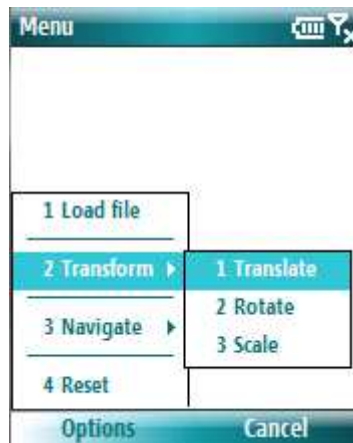 Menu
1 Load file
2 Transform
1 Translate
2 Rotate
3 Navigate
3 Scale
4 Reset
Options
Cancel